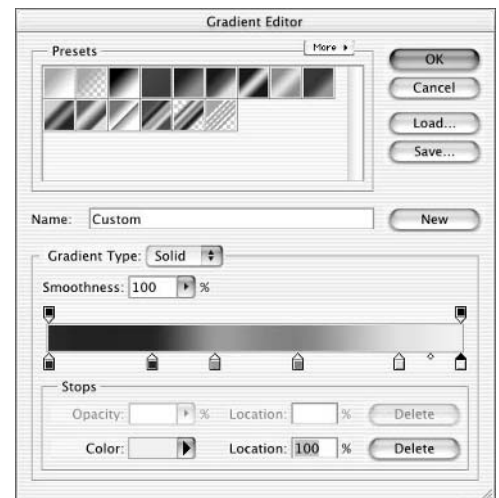 Gradient Editor
Presets
More
OK
Cancel
Load...
Save...
Name: Custom
New
Gradient Type: Solid
Smoothness: 100 %
Stops
Opacity: % Location: % Delete
Color: Location: 100 % Delete